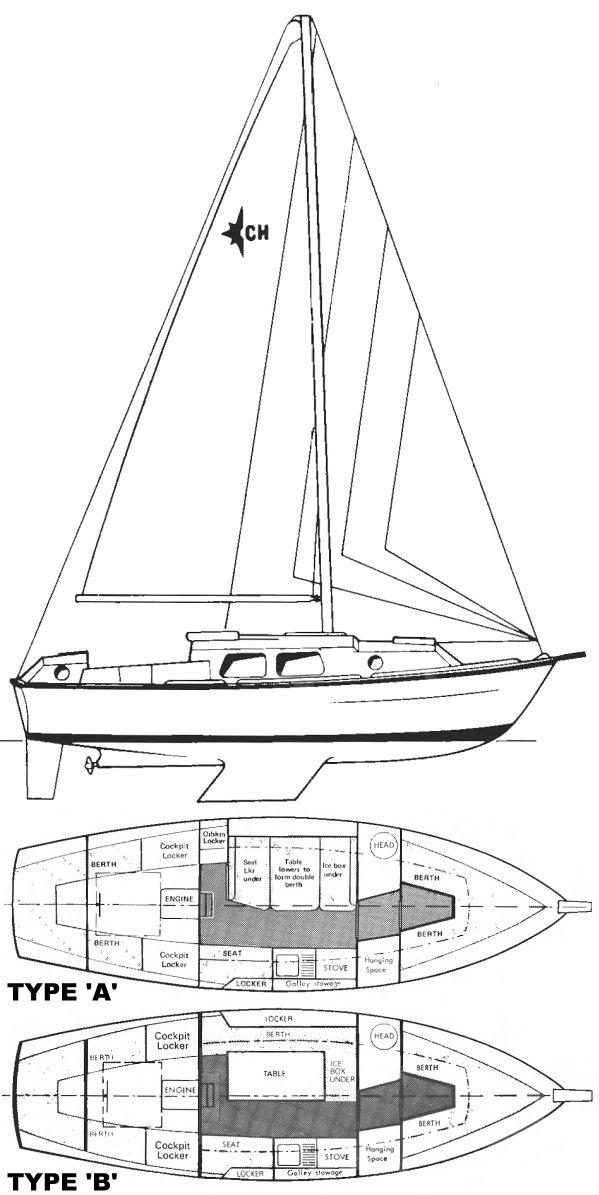 CH
Oilskin
Locker
BERTH
Cockpit
Locker
Seat
Lkr
under
Table
lowers to
form double
berth
Ice box
under
HEAD
BERTH
ENGINE
BERTH
BERTH
Cockpit
Locker
SEAT
STOVE
Hanging
Space
LOCKER
Galley stowage
TYPE 'A'
LOCKER
BERTH
Cockpit
Locker
HEAD
BERTH
TABLE
ICE
BOX
UNDER
BERTH
ENGINE
BERTH
BERTH
Cockpit
Locker
SEAT
STOVE
Hanging
Space
LOCKER
Galley stowage
TYPE 'B'